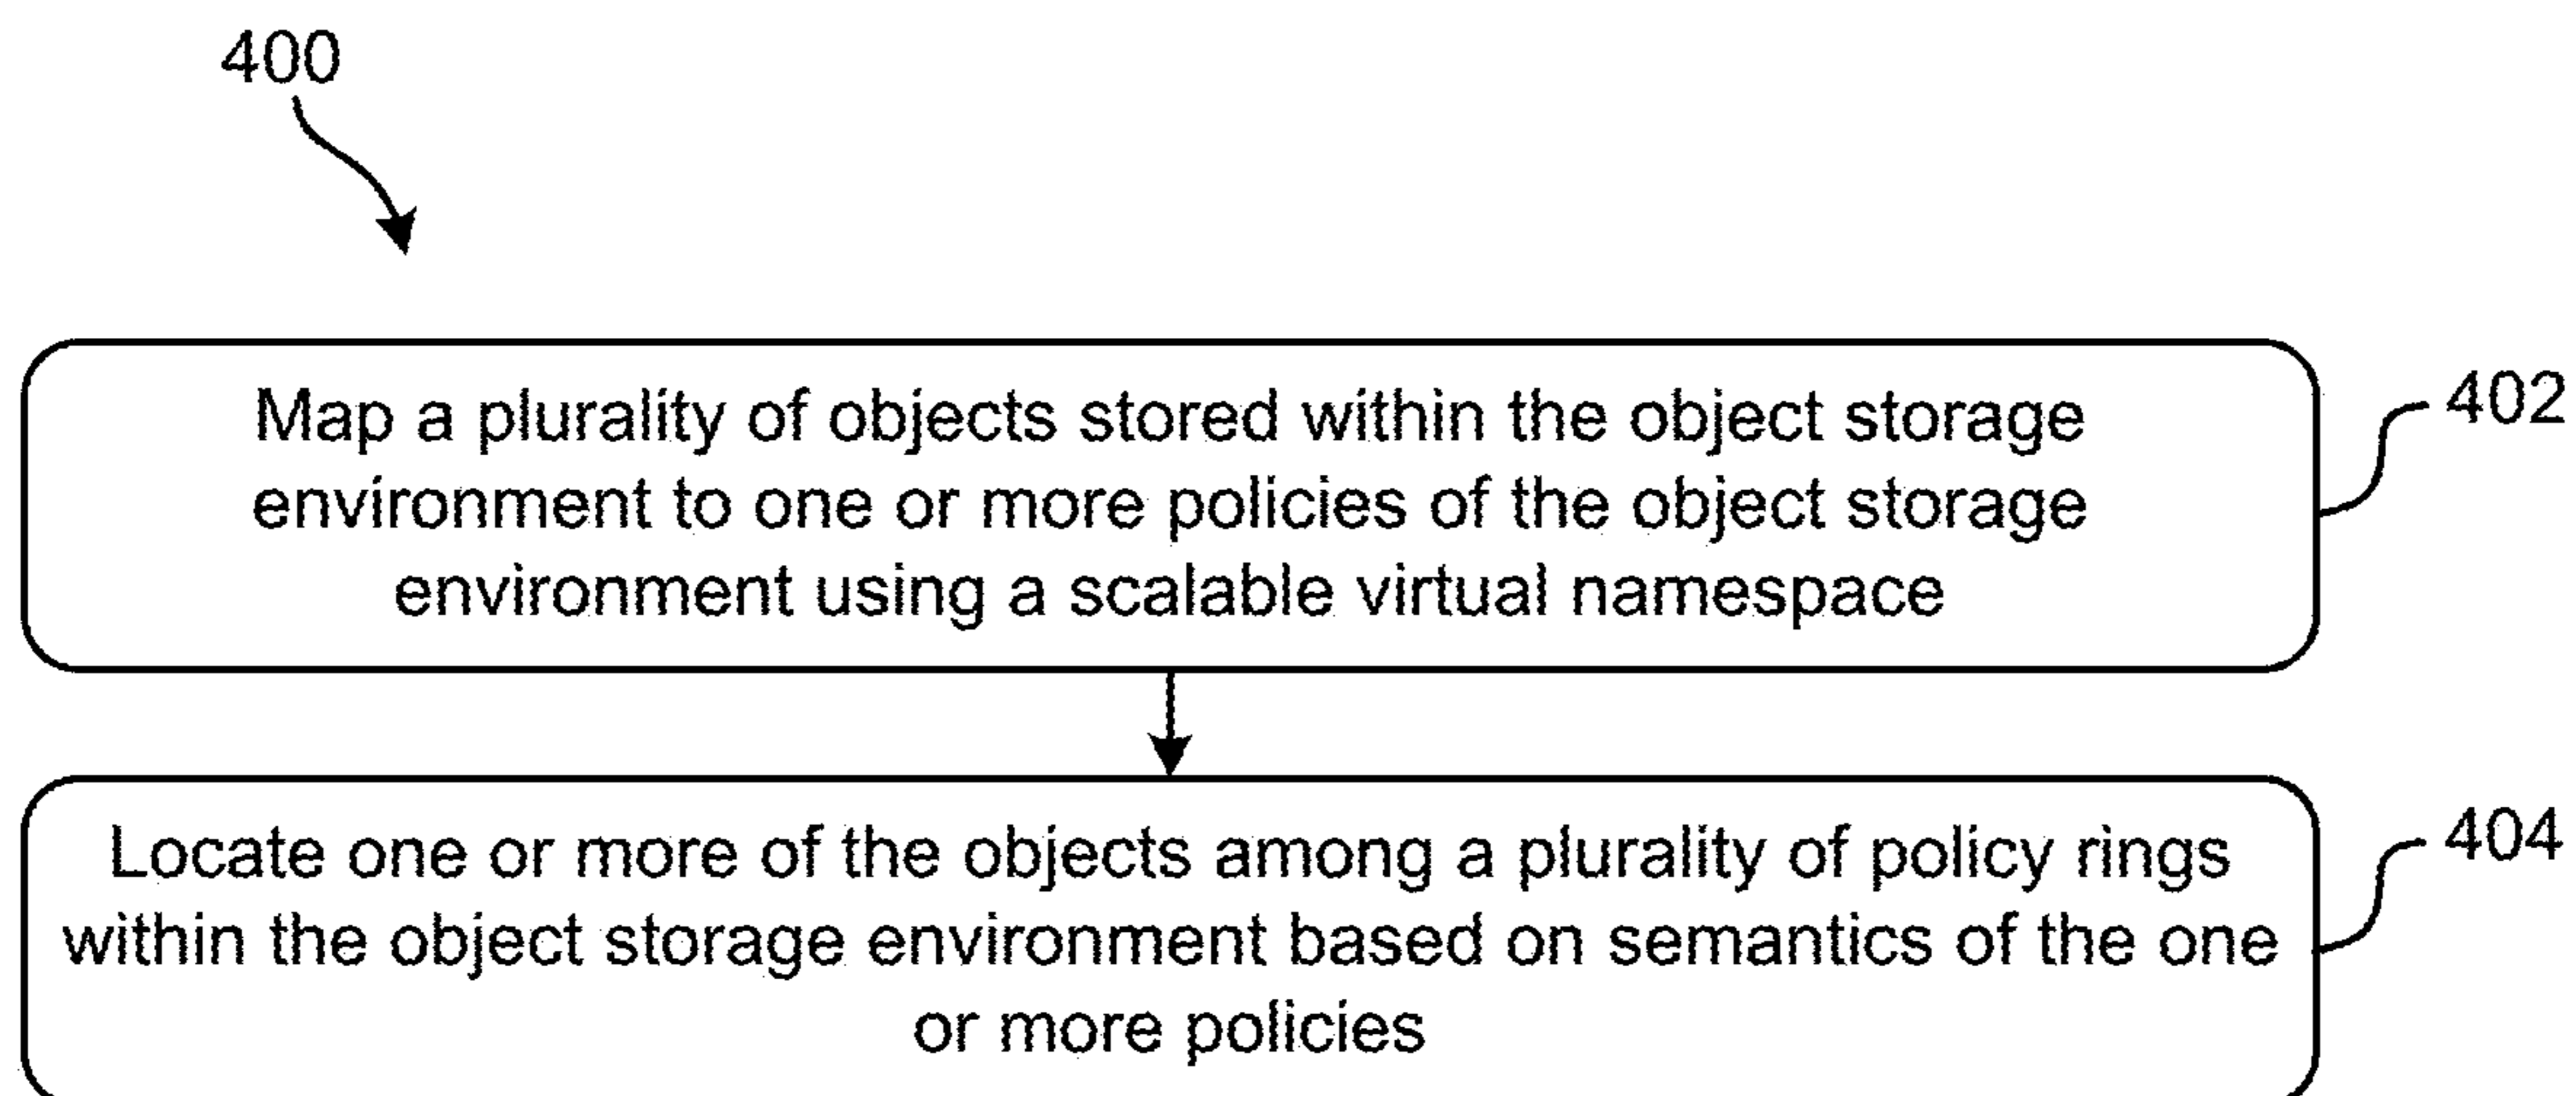 400
Map a plurality of objects stored within the object storage
environment to one or more policies of the object storage
environment using a scalable virtual namespace
402
Locate one or more of the objects among a plurality of policy rings
within the object storage environment based on semantics of the one
or more policies
404